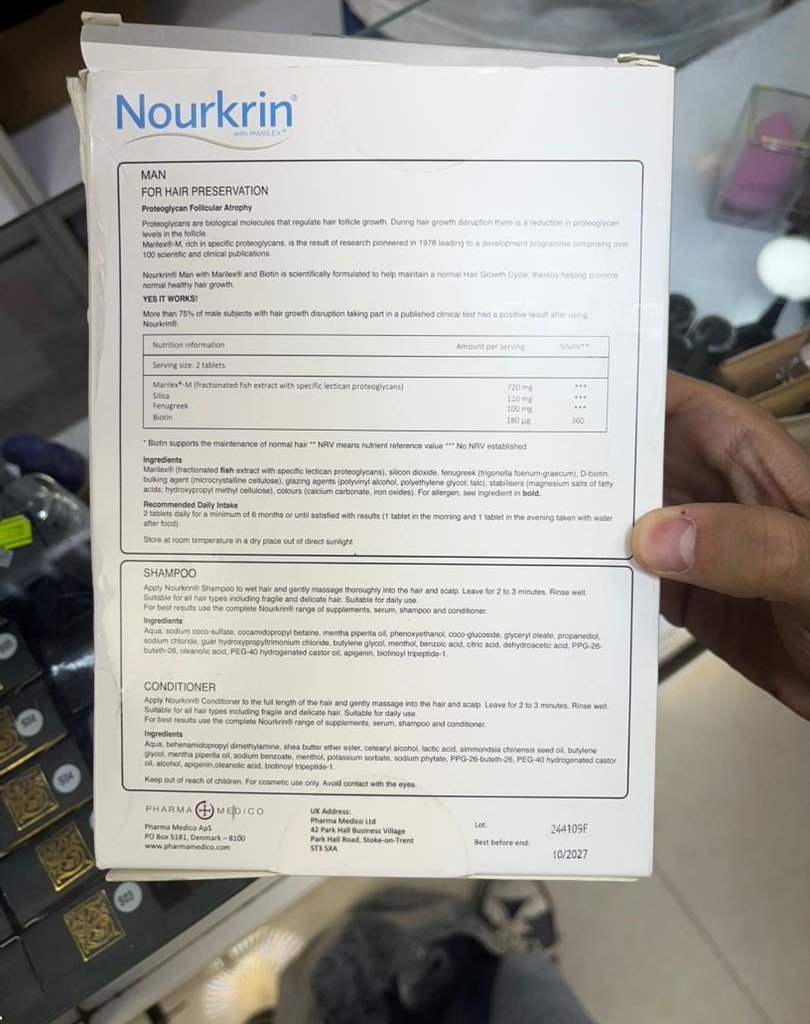 Nourkrin®
with MARILEX®
MAN
FOR HAIR PRESERVATION
Proteoglycan Follicular Atrophy
Proteoglycans are biological molecules that regulate hair follicle growth. During hair growth disruption there is a reduction in proteoglycan
levels in the follicle.
Marilex®-M, rich in specific proteoglycans, is the result of research pioneered in 1978 leading to a development programme comprising over
100 scientific and clinical publications.
Nourkrin® Man with Marilex® and Biotin is scientifically formulated to help maintain a normal Hair Growth Cycle; thereby helping promote
normal healthy hair growth.
YES IT WORKS!
More than 75% of male subjects with hair growth disruption taking part in a published clinical test had a positive result after using
Nourkrin®.
Nutrition information Amount per serving %NRV**
Serving size: 2 tablets
Marilex®-M (fractionated fish extract with specific lectican proteoglycans) 720 mg ***
Silica 110 mg ***
Fenugreek 100 mg ***
Biotin 180 µg 360
* Biotin supports the maintenance of normal hair ** NRV means nutrient reference value *** No NRV established
Ingredients
Marilex® (fractionated fish extract with specific lectican proteoglycans), silicon dioxide, fenugreek (trigonella foenum-graecum), D-biotin,
bulking agent (microcrystalline cellulose), glazing agents (polyvinyl alcohol, polyethylene glycol; talc), stabilisers (magnesium salts of fatty
acids; hydroxypropyl methyl cellulose), colours (calcium carbonate, iron oxides). For allergen, see ingredient in bold.
Recommended Daily Intake
2 tablets daily for a minimum of 6 months or until satisfied with results (1 tablet in the morning and 1 tablet in the evening taken with water
after food).
Store at room temperature in a dry place out of direct sunlight.
SHAMPOO
Apply Nourkrin® Shampoo to wet hair and gently massage thoroughly into the hair and scalp. Leave for 2 to 3 minutes. Rinse well.
Suitable for all hair types including fragile and delicate hair. Suitable for daily use.
For best results use the complete Nourkrin® range of supplements, serum, shampoo and conditioner.
Ingredients
Aqua, sodium coco-sulfate, cocamidopropyl betaine, mentha piperita oil, phenoxyethanol, coco-glucoside, glyceryl oleate, propanediol,
sodium chloride, guar hydroxypropyltrimonium chloride, butylene glycol, menthol, benzoic acid, citric acid, dehydroacetic acid, PPG-26-
buteth-26, oleanolic acid, PEG-40 hydrogenated castor oil, apigenin, biotinoyl tripeptide-1.
CONDITIONER
Apply Nourkrin® Conditioner to the full length of the hair and gently massage into the hair and scalp. Leave for 2 to 3 minutes. Rinse well.
Suitable for all hair types including fragile and delicate hair. Suitable for daily use.
For best results use the complete Nourkrin® range of supplements, serum, shampoo and conditioner.
Ingredients
Aqua, behenamidopropyl dimethylamine, shea butter ether ester, cetearyl alcohol, lactic acid, simmondsia chinensis seed oil, butylene
glycol, mentha piperita oil, sodium benzoate, menthol, potassium sorbate, sodium phytate, PPG-26-buteth-26, PEG-40 hydrogenated castor
oil, alcohol, apigenin,oleanolic acid, biotinoyl tripeptide-1.
Keep out of reach of children. For cosmetic use only. Avoid contact with the eyes.
PHARMA MEDICO
Pharma Medico ApS
PO Box 5181, Denmark – 8100
www.pharmamedico.com
UK Address:
Pharma Medico Ltd
42 Park Hall Business Village
Park Hall Road, Stoke-on-Trent
ST3 5XA
Lot: 244109F
Best before end: 10/2027
S04
S04
S03